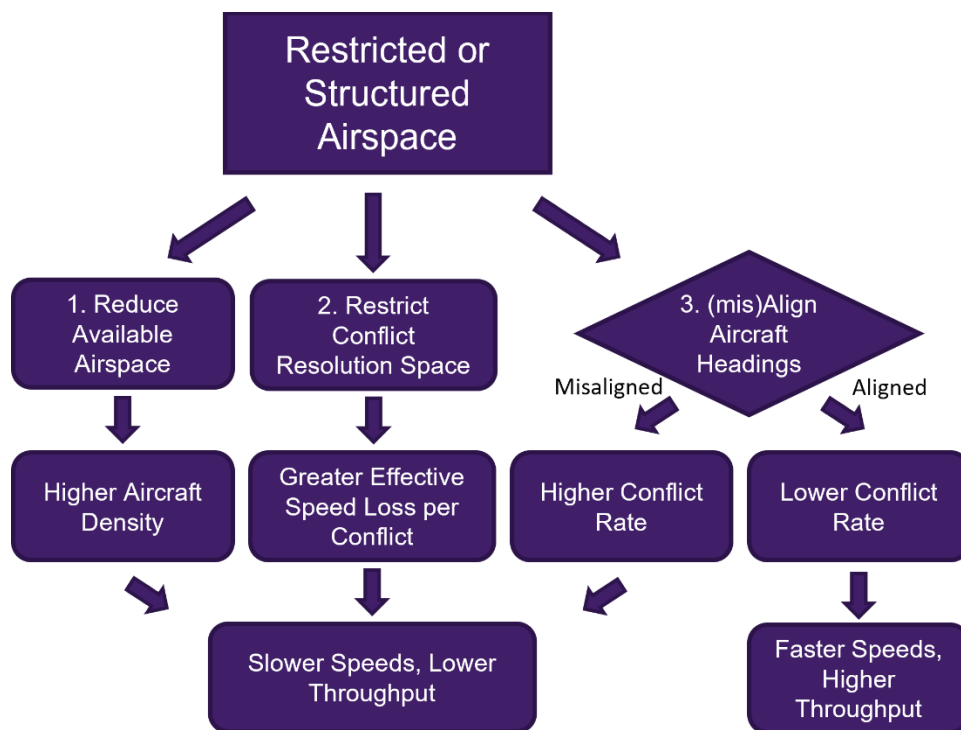 Restricted or
Structured
Airspace
1. Reduce
Available
Airspace
2. Restrict
Conflict
Resolution Space
3. (mis)Align
Aircraft
Headings
Misaligned
Aligned
Higher Aircraft
Density
Greater Effective
Speed Loss per
Conflict
Higher Conflict
Rate
Lower Conflict
Rate
Slower Speeds, Lower
Throughput
Faster Speeds,
Higher
Throughput